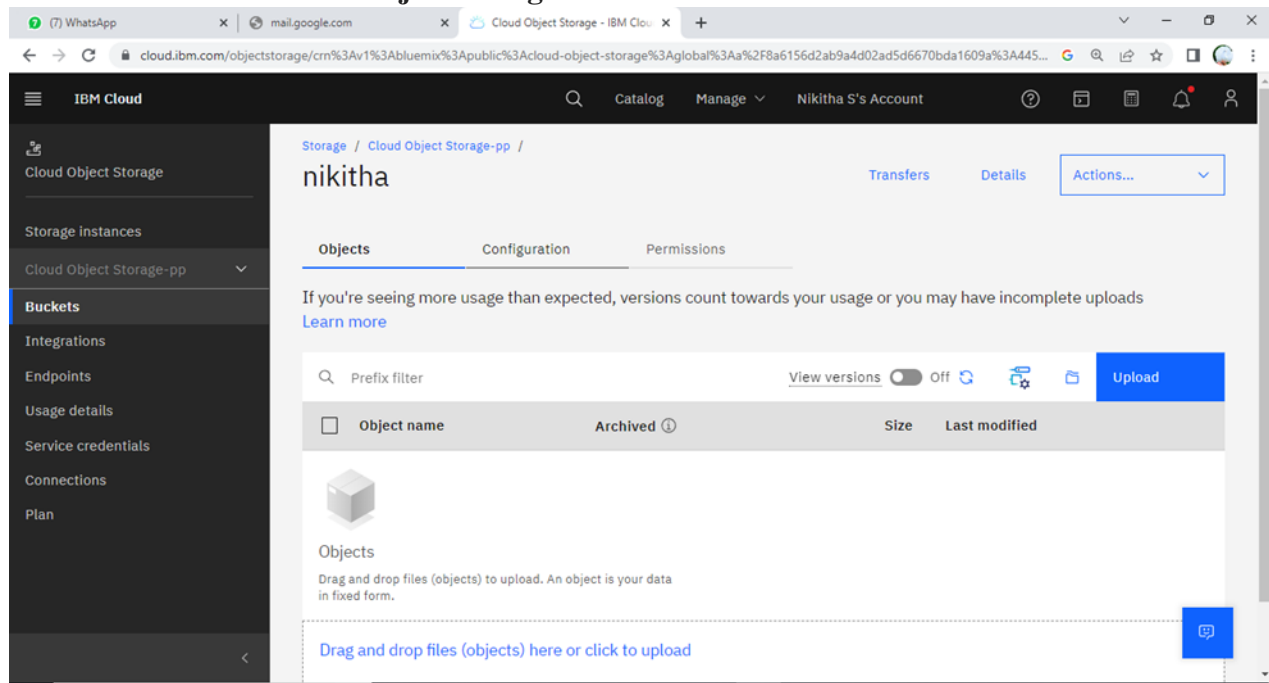 (7) WhatsApp
mail.google.com
Cloud Object Storage - IBM Clou
cloud.ibm.com/objectstorage/crn%3Av1%3Abluemix%3Apublic%3Acloud-object-storage%3Aglobal%3Aa%2F8a6156d2ab9a4d02ad5d6670bda1609a%3A445...
IBM Cloud
Catalog
Manage
Nikitha S's Account
Cloud Object Storage
Storage instances
Cloud Object Storage-pp
Buckets
Integrations
Endpoints
Usage details
Service credentials
Connections
Plan
Storage / Cloud Object Storage-pp /
nikitha
Transfers
Details
Actions...
Objects
Configuration
Permissions
If you're seeing more usage than expected, versions count towards your usage or you may have incomplete uploads
Learn more
Prefix filter
View versions
Off
Upload
Object name
Archived
Size
Last modified
Objects
Drag and drop files (objects) to upload. An object is your data
in fixed form.
Drag and drop files (objects) here or click to upload